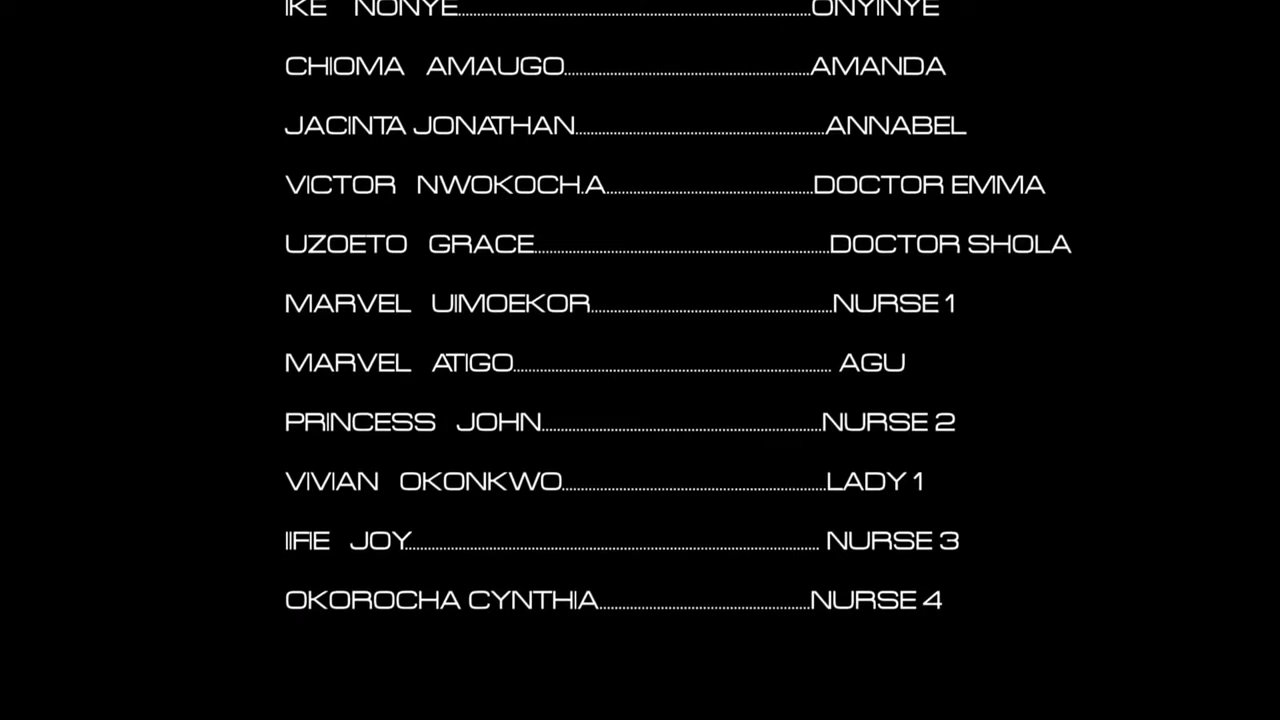 IKE NONYE..........ONYINYE
CHIOMA AMAUGO..........AMANDA
JACINTA JONATHAN..........ANNABEL
VICTOR NWOKOCH.A..........DOCTOR EMMA
UZOETO GRACE..........DOCTOR SHOLA
MARVEL UIMOEKOR..........NURSE 1
MARVEL ATIGO.......... AGU
PRINCESS JOHN..........NURSE 2
VIVIAN OKONKWO..........LADY 1
IFIE JOY.......... NURSE 3
OKOROCHA CYNTHIA..........NURSE 4